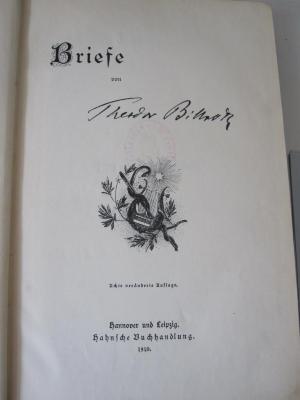 Briefe
von
Theodor Billroth
Achte veränderte Auflage.
Hannover und Leipzig.
Hahnsche Buchhandlung.
1910.